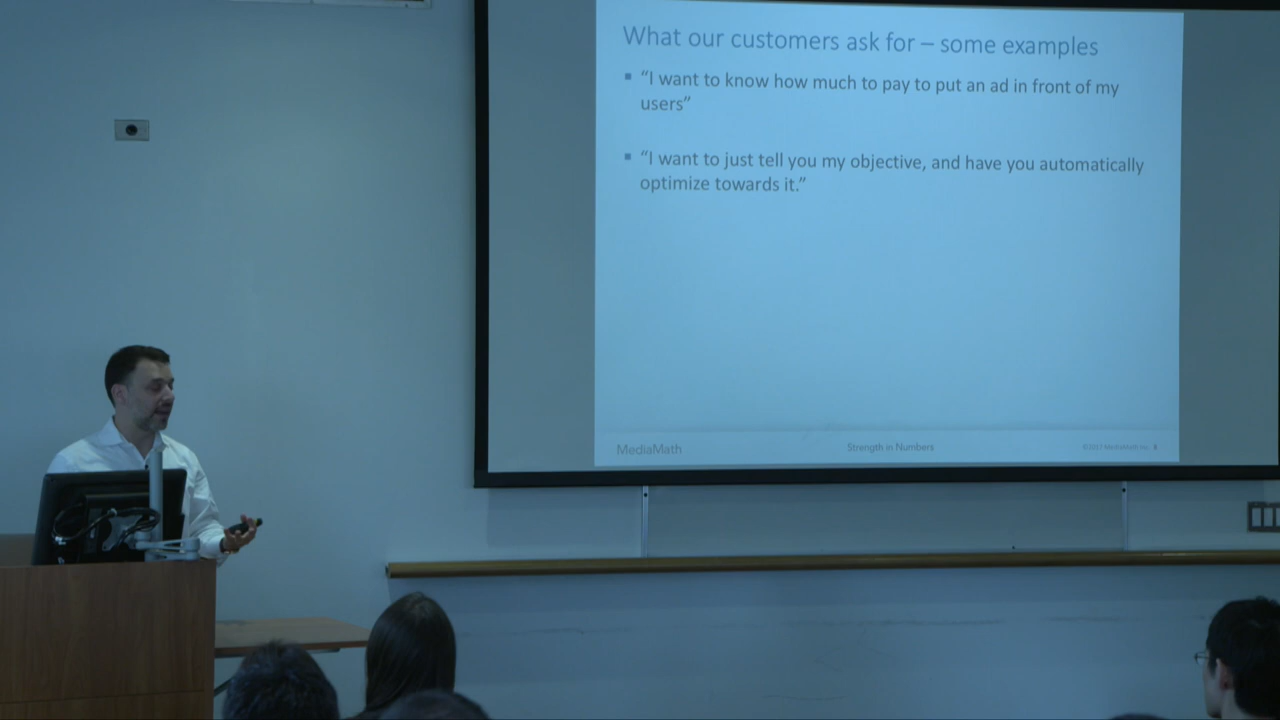 What our customers ask for – some examples
▪ “I want to know how much to pay to put an ad in front of my
users”
▪ “I want to just tell you my objective, and have you automatically
optimize towards it.”
MediaMath
Strength in Numbers
MediaMath Inc.